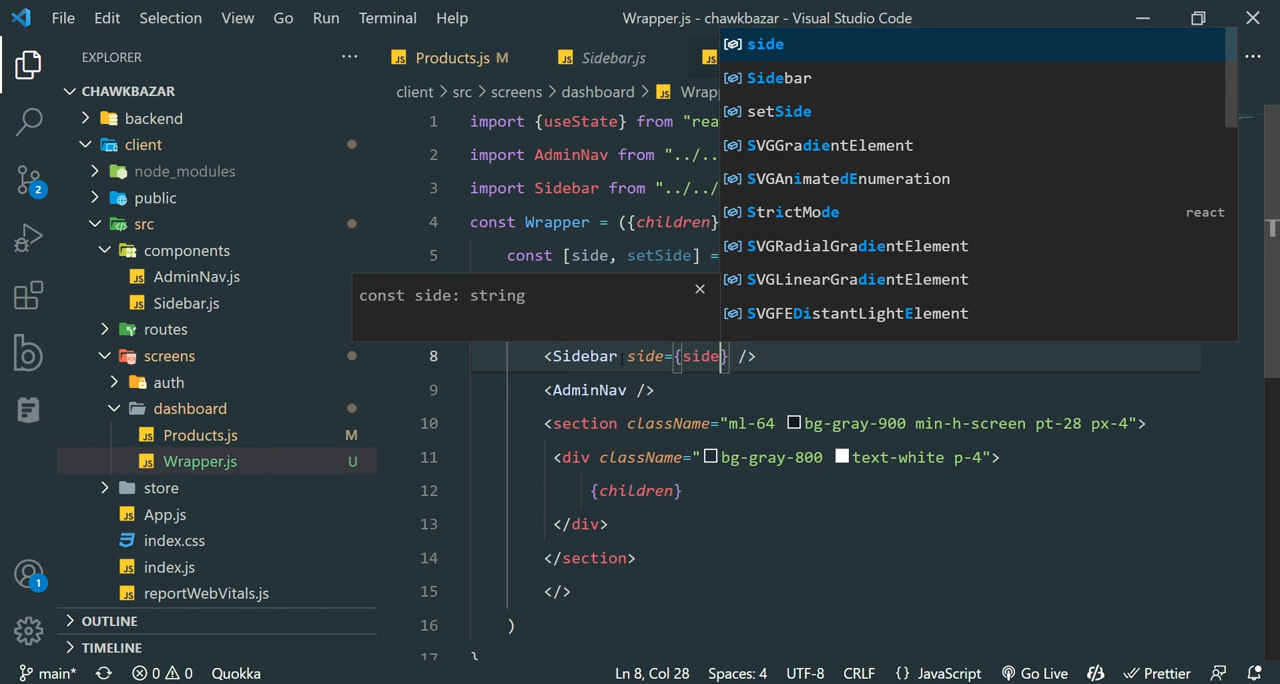 File Edit Selection View Go Run Terminal Help Wrapper.js - chawkbazar - Visual Studio Code
EXPLORER
CHAWKBAZAR
backend
client
node_modules
public
src
components
AdminNav.js
Sidebar.js
routes
screens
auth
dashboard
Products.js M
Wrapper.js U
store
App.js
index.css
index.js
reportWebVitals.js
OUTLINE
TIMELINE
2
1
Products.js M Sidebar.js
client > src > screens > dashboard > Wrap
1 import {useState} from "rea
2 import AdminNav from "../..
3 import Sidebar from "../../
4 const Wrapper = ({children}
5 const [side, setSide] =
const side: string
8 <Sidebar side={side} />
9 <AdminNav />
10 <section className="ml-64 bg-gray-900 min-h-screen pt-28 px-4">
11 <div className="bg-gray-800 text-white p-4">
12 {children}
13 </div>
14 </section>
15 </>
16 )
17 }
side
Sidebar
setSide
SVGGradientElement
SVGAnimatedEnumeration
StrictMode react
SVGRadialGradientElement
SVGLinearGradientElement
SVGFEDistantLightElement
main* 0 0 Quokka Ln 8, Col 28 Spaces: 4 UTF-8 CRLF {} JavaScript Go Live Prettier